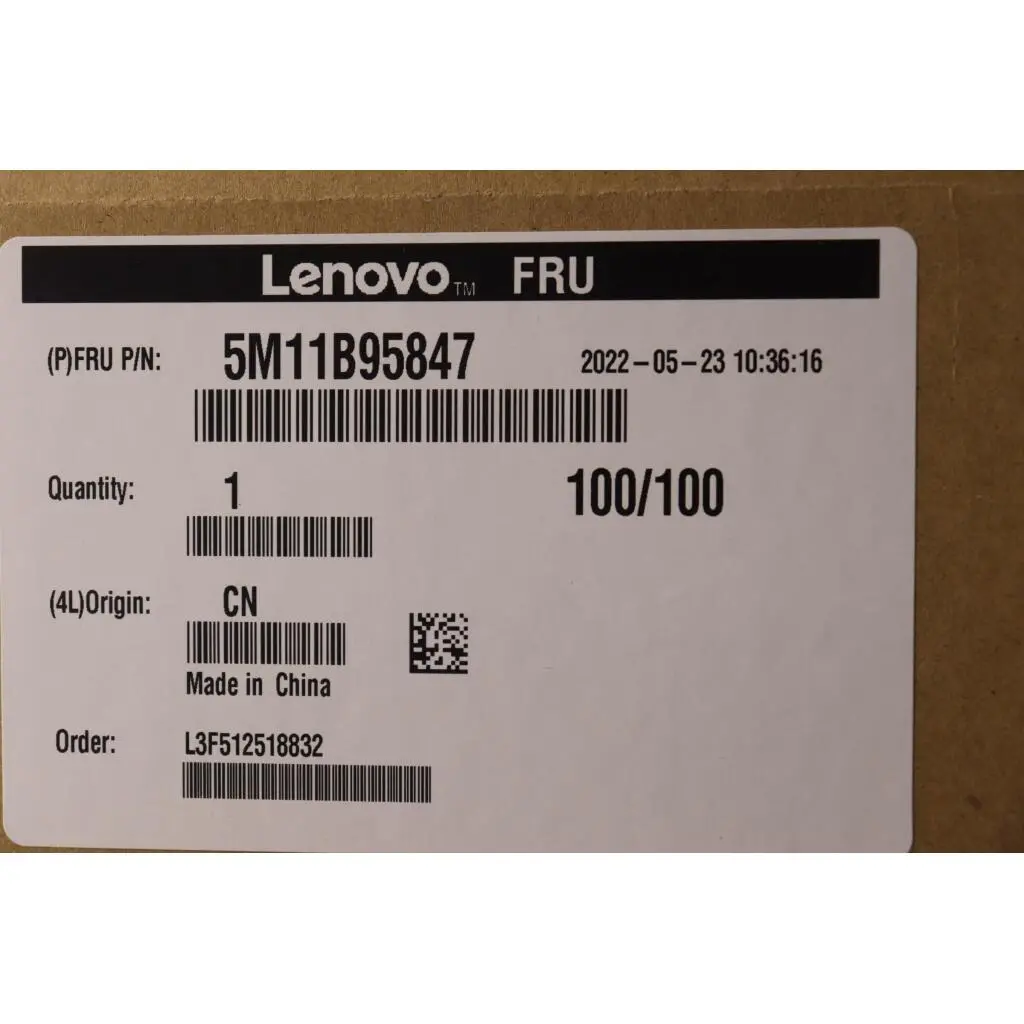 Lenovo™ FRU
(P)FRU P/N: 5M11B95847 2022-05-23 10:36:16
Quantity: 1 100/100
(4L)Origin: CN
Made in China
Order: L3F512518832